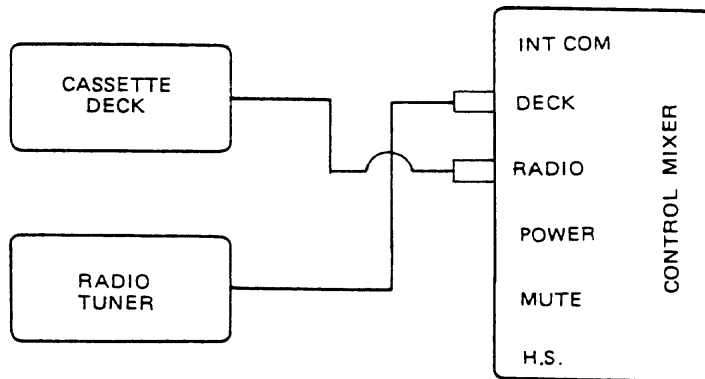 CASSETTE
DECK
RADIO
TUNER
INT COM
DECK
RADIO
POWER
MUTE
H.S.
CONTROL MIXER